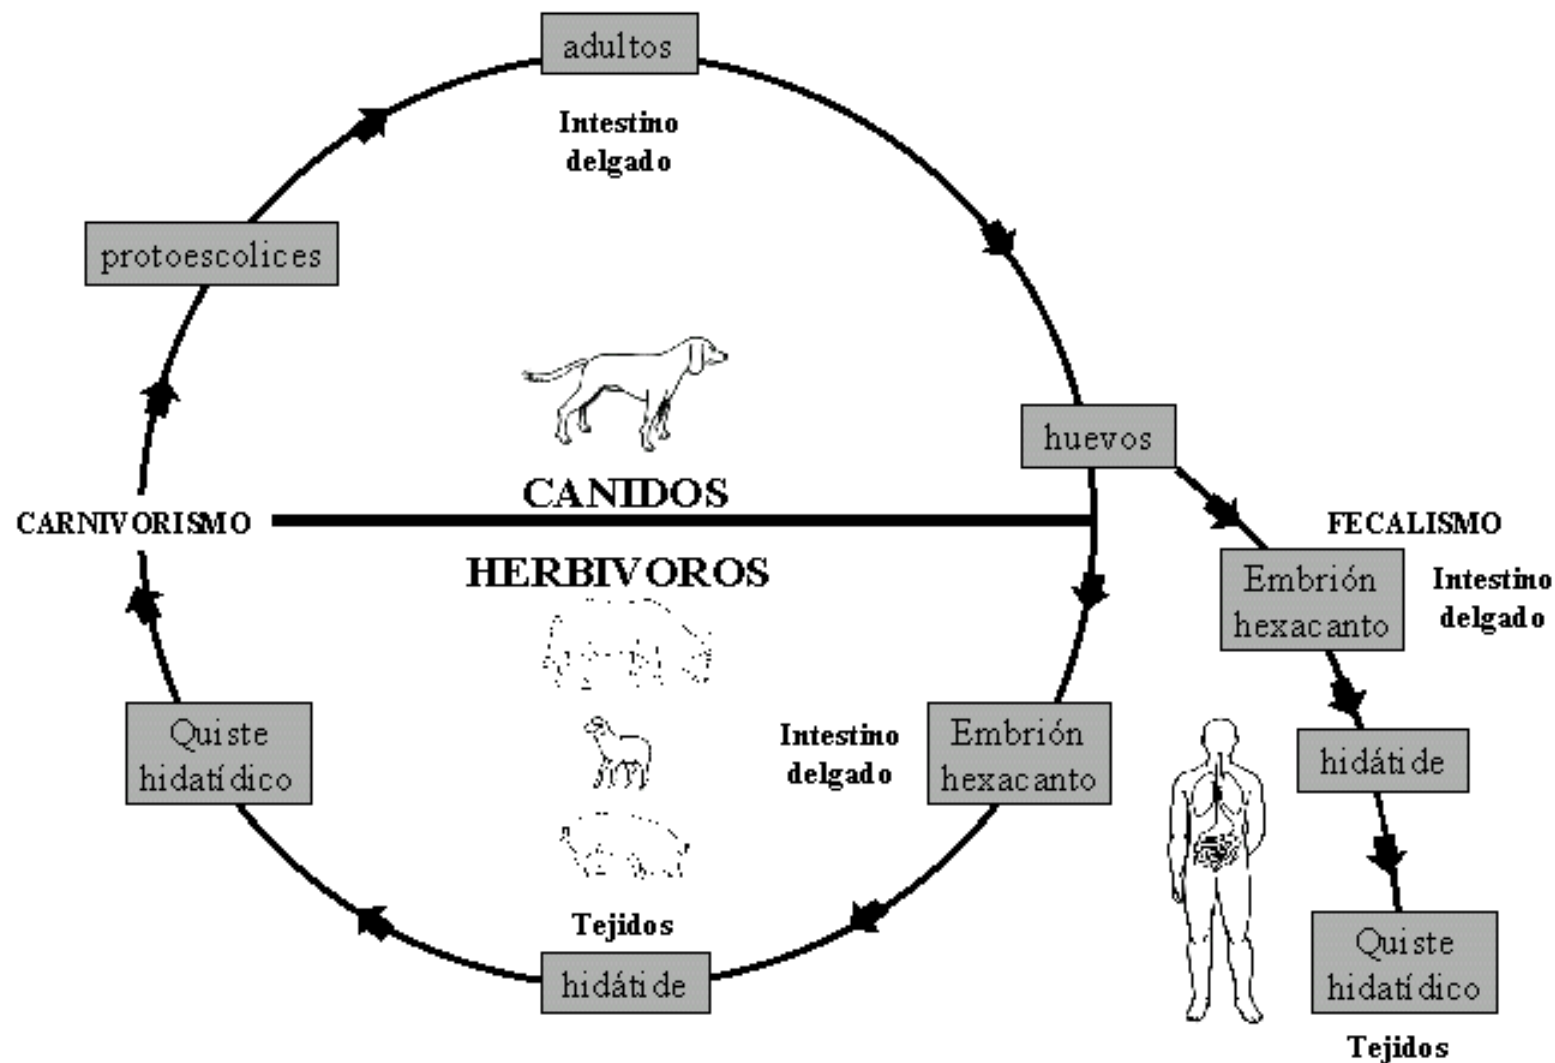 adultos
Intestino
delgado
protoescolices
CANIDOS
huevos
CARNIVORISMO
FECALISMO
HERBIVOROS
Embrión
hexacanto
Intestino
delgado
Quiste
hidatídico
Intestino
delgado
Embrión
hexacanto
hidátide
Tejidos
hidátide
Quiste
hidatídico
Tejidos